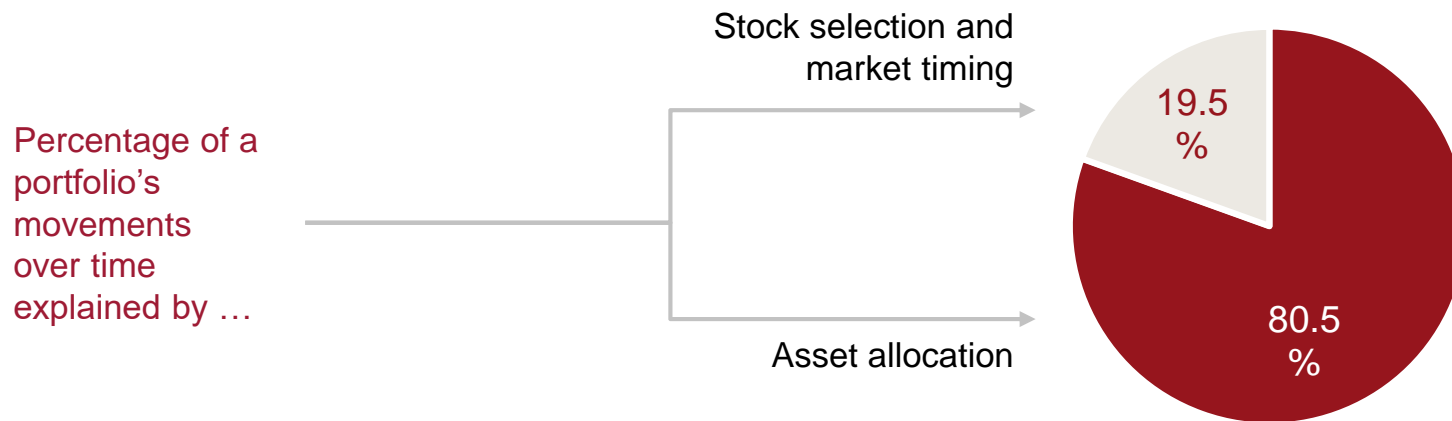 Stock selection and
market timing
19.5
%
Percentage of a
portfolio’s
movements
over time
explained by …
80.5
%
Asset allocation